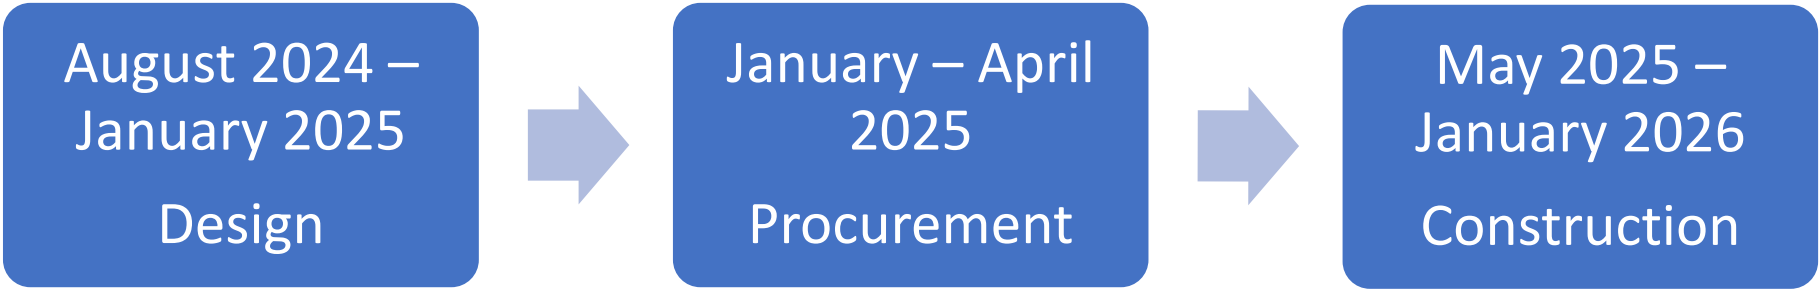 August 2024 –
January 2025
Design
January – April
2025
Procurement
May 2025 –
January 2026
Construction